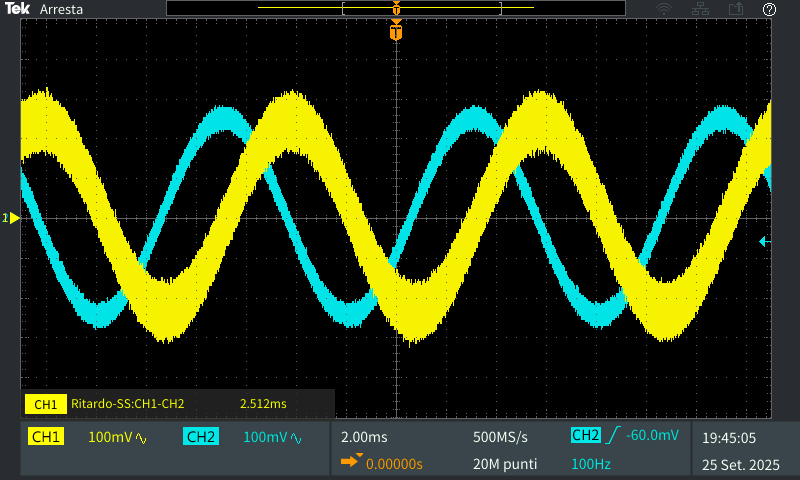 Tek Arresta
T
T
2
CH1 Ritardo-SS:CH1-CH2 2.512ms
CH1 100mV CH2 100mV
2.00ms 500MS/s CH2 -60.0mV 19:45:05
0.00000s 20M punti 100Hz 25 Set. 2025